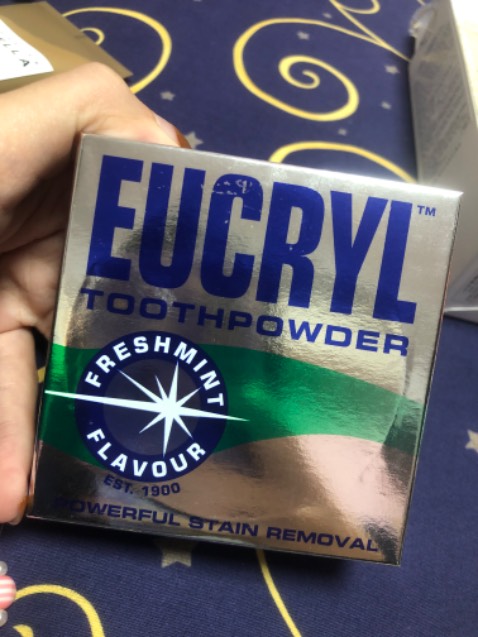 EUCRYL™
TOOTHPOWDER
FRESHMINT
FLAVOUR
EST. 1900
POWERFUL STAIN REMOVAL